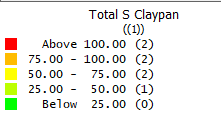 Total S Claypan
((1))
Above 100.00 (2)
75.00 - 100.00 (2)
50.00 - 75.00 (2)
25.00 - 50.00 (1)
Below 25.00 (0)